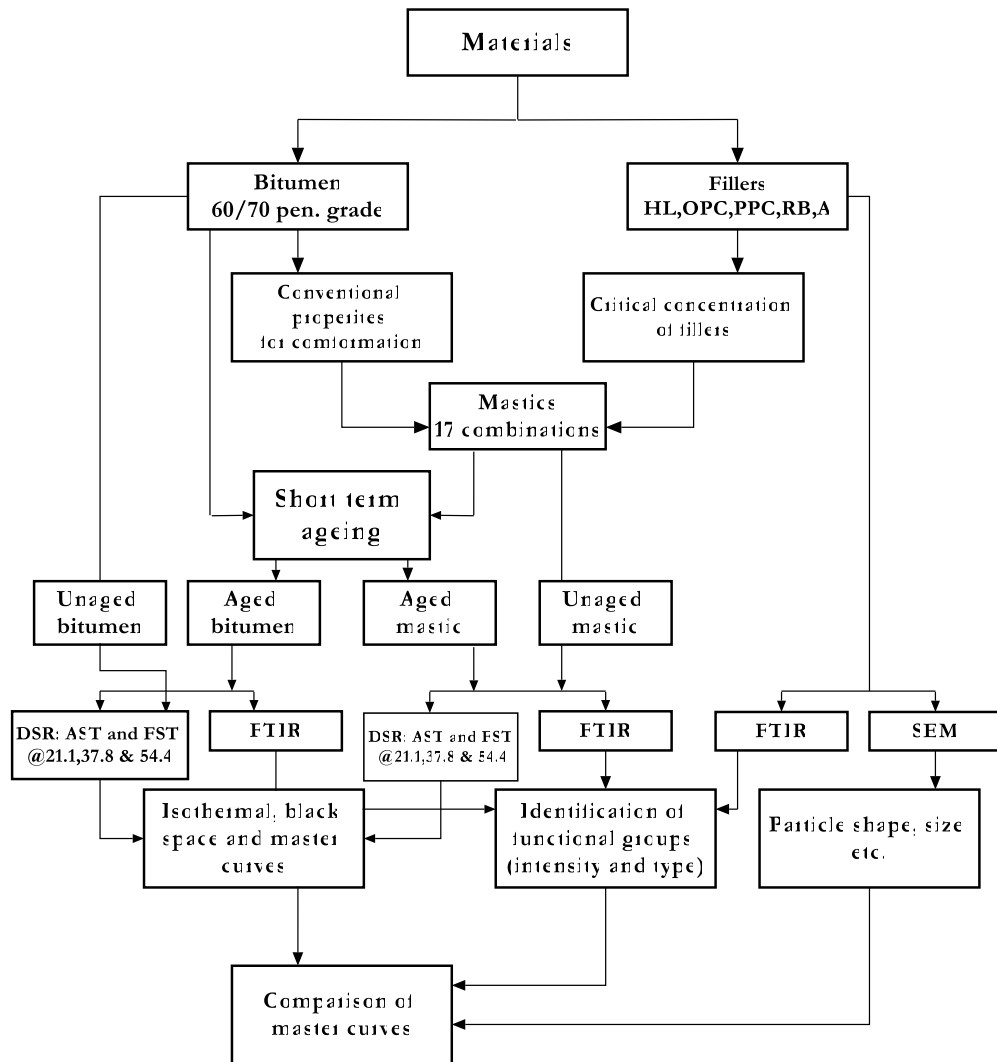 Materials
Bitumen
60/70 pen. grade
Fillers
HL,OPC,PPC,RB,A
Conventional
properites
for comformation
Critical concentration
of fillers
Mastics
17 combinations
Short term
ageing
Unaged
bitumen
Aged
bitumen
Aged
mastic
Unaged
mastic
DSR: AST and FST
@21.1,37.8 & 54.4
FTIR
DSR: AST and FST
@21.1,37.8 & 54.4
FTIR
FTIR
SEM
Isothermal, black
space and master
curves
Identification of
functional groups
(intensity and type)
Particle shape, size
etc.
Comparison of
master curves